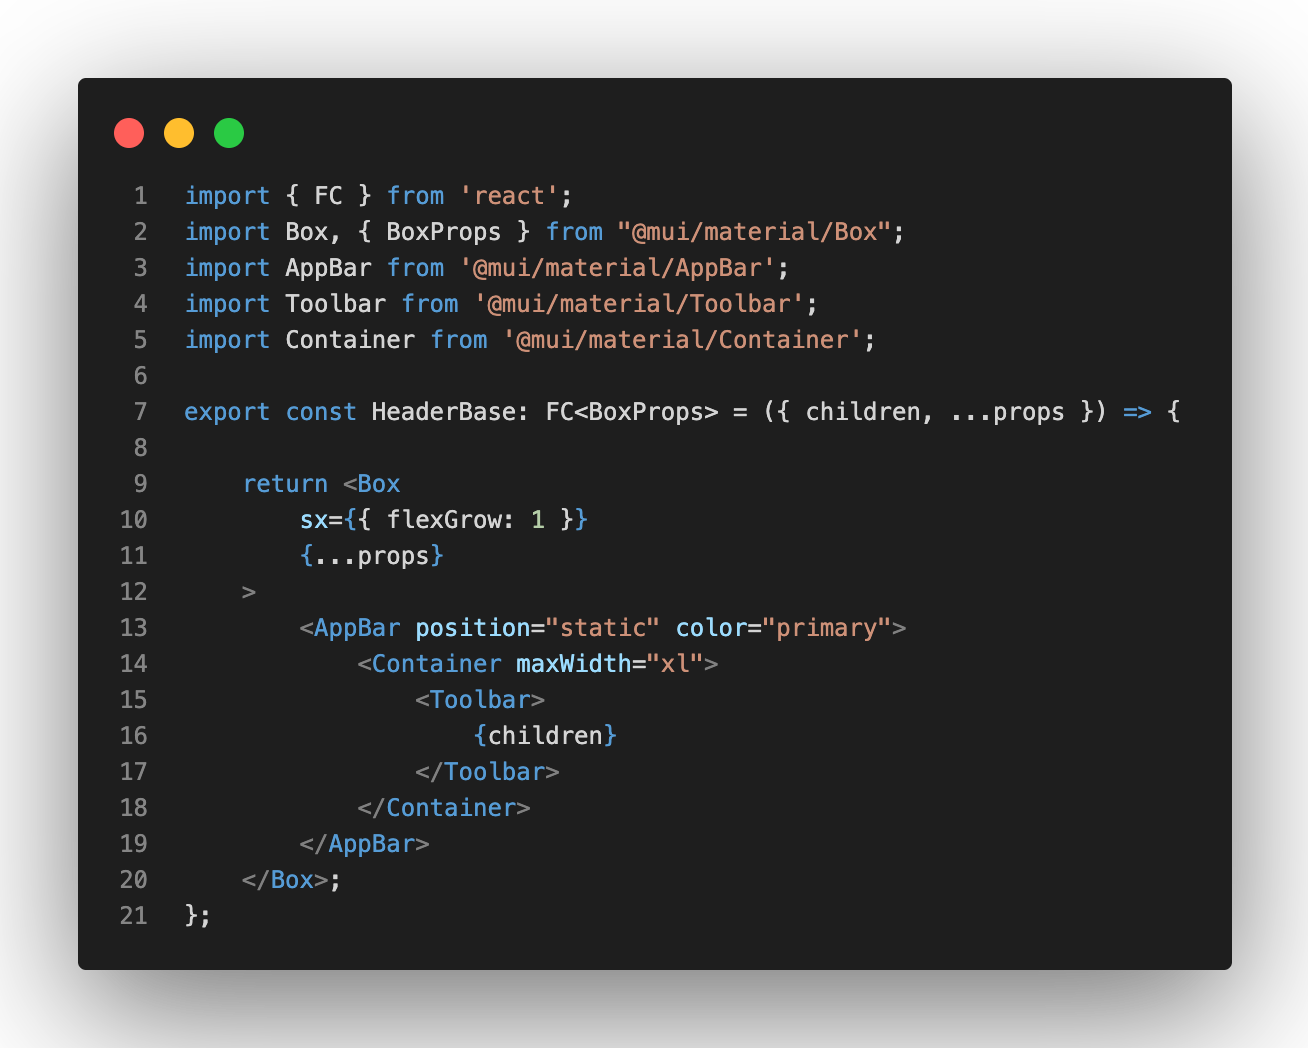 1 import { FC } from 'react';
2 import Box, { BoxProps } from "@mui/material/Box";
3 import AppBar from '@mui/material/AppBar';
4 import Toolbar from '@mui/material/Toolbar';
5 import Container from '@mui/material/Container';
6
7 export const HeaderBase: FC<BoxProps> = ({ children, ...props }) => {
8
9     return <Box
10         sx={{ flexGrow: 1 }}
11         {...props}
12     >
13         <AppBar position="static" color="primary">
14             <Container maxWidth="xl">
15                 <Toolbar>
16                     {children}
17                 </Toolbar>
18             </Container>
19         </AppBar>
20     </Box>;
21 };